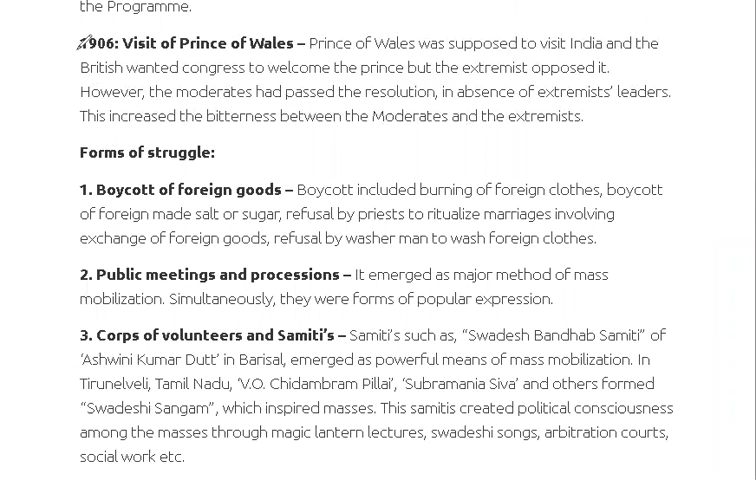 the Programme.
1906: Visit of Prince of Wales – Prince of Wales was supposed to visit India and the
British wanted congress to welcome the prince but the extremist opposed it.
However, the moderates had passed the resolution, in absence of extremists’ leaders.
This increased the bitterness between the Moderates and the extremists.
Forms of struggle:
1. Boycott of foreign goods – Boycott included burning of foreign clothes, boycott
of foreign made salt or sugar, refusal by priests to ritualize marriages involving
exchange of foreign goods, refusal by washer man to wash foreign clothes.
2. Public meetings and processions – It emerged as major method of mass
mobilization. Simultaneously, they were forms of popular expression.
3. Corps of volunteers and Samiti’s – Samiti’s such as, “Swadesh Bandhab Samiti” of
‘Ashwini Kumar Dutt’ in Barisal, emerged as powerful means of mass mobilization. In
Tirunelveli, Tamil Nadu, ‘V.O. Chidambram Pillai’, ‘Subramania Siva’ and others formed
“Swadeshi Sangam”, which inspired masses. This samitis created political consciousness
among the masses through magic lantern lectures, swadeshi songs, arbitration courts,
social work etc.